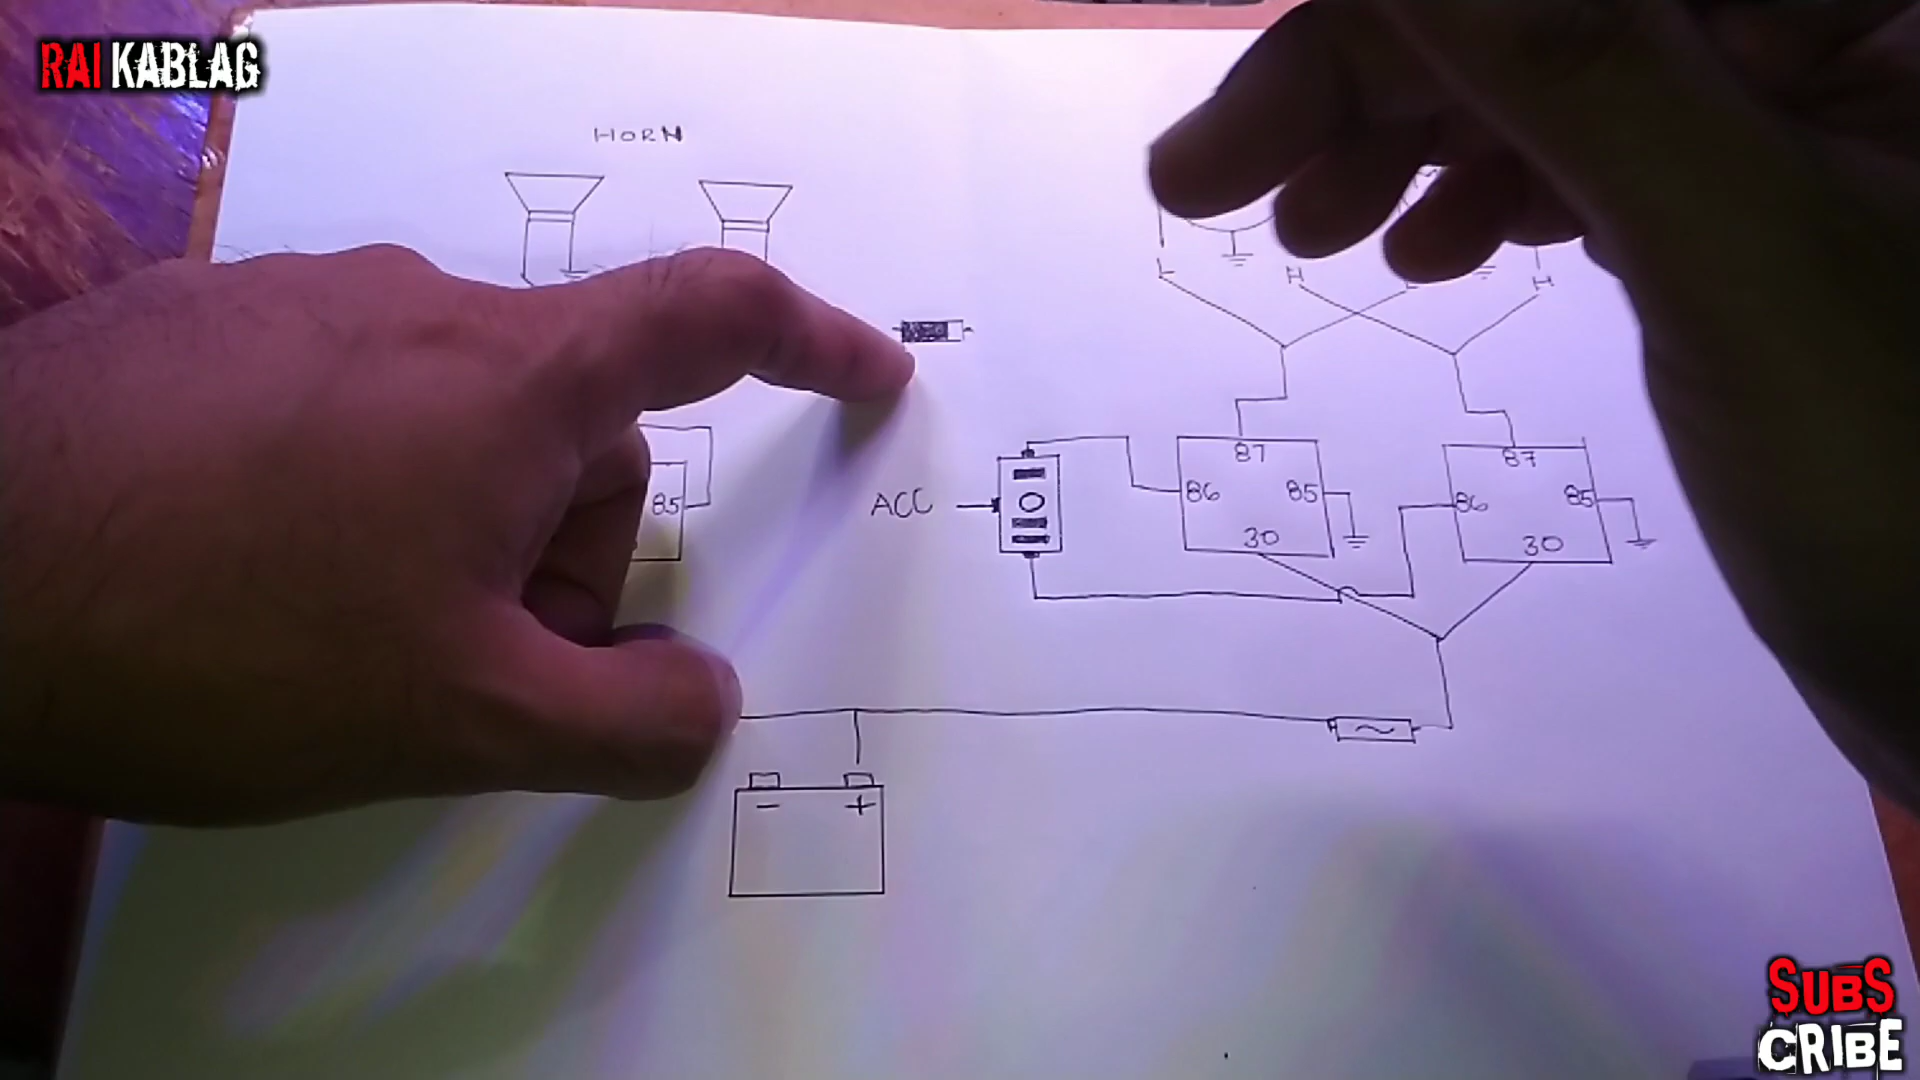 RAI KABLAG
HORN
L H L H
85
ACC
87
86 85
30
87
86 85
30
- +
SUBS
CRIBE